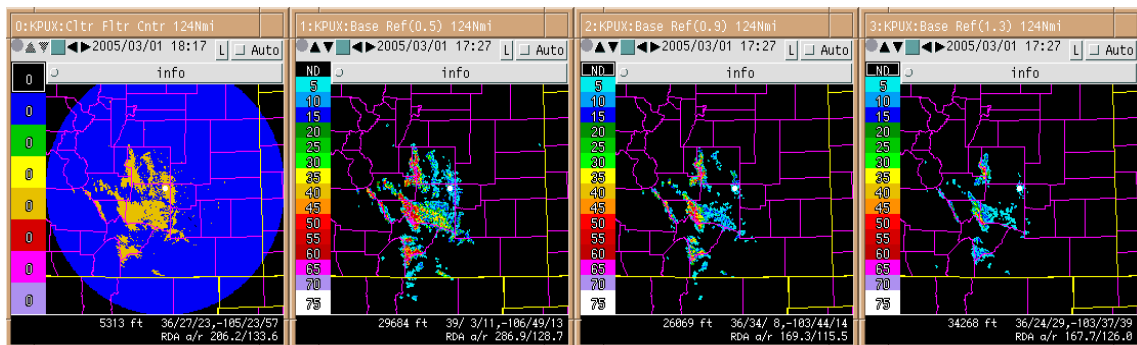 0:KPUX:Cltr Fltr Cntr 124Nmi
2005/03/01 18:17 L Auto
info
0
0
0
0
0
0
0
0
5313 ft 36/27/23,-105/23/57
RDA a/r 206.2/133.6
1:KPUX:Base Ref(0.5) 124Nmi
2005/03/01 17:27 L Auto
info
ND
5
10
15
20
25
30
35
40
45
50
55
60
65
70
75
29684 ft 39/ 3/11,-106/49/13
RDA a/r 286.9/128.7
2:KPUX:Base Ref(0.9) 124Nmi
2005/03/01 17:27 L Auto
info
ND
5
10
15
20
25
30
35
40
45
50
55
60
65
70
75
26069 ft 36/34/ 8,-103/44/14
RDA a/r 169.3/115.5
3:KPUX:Base Ref(1.3) 124Nmi
2005/03/01 17:27 L Auto
info
ND
5
10
15
20
25
30
35
40
45
50
55
60
65
70
75
34268 ft 36/24/29,-103/37/39
RDA a/r 167.7/126.0